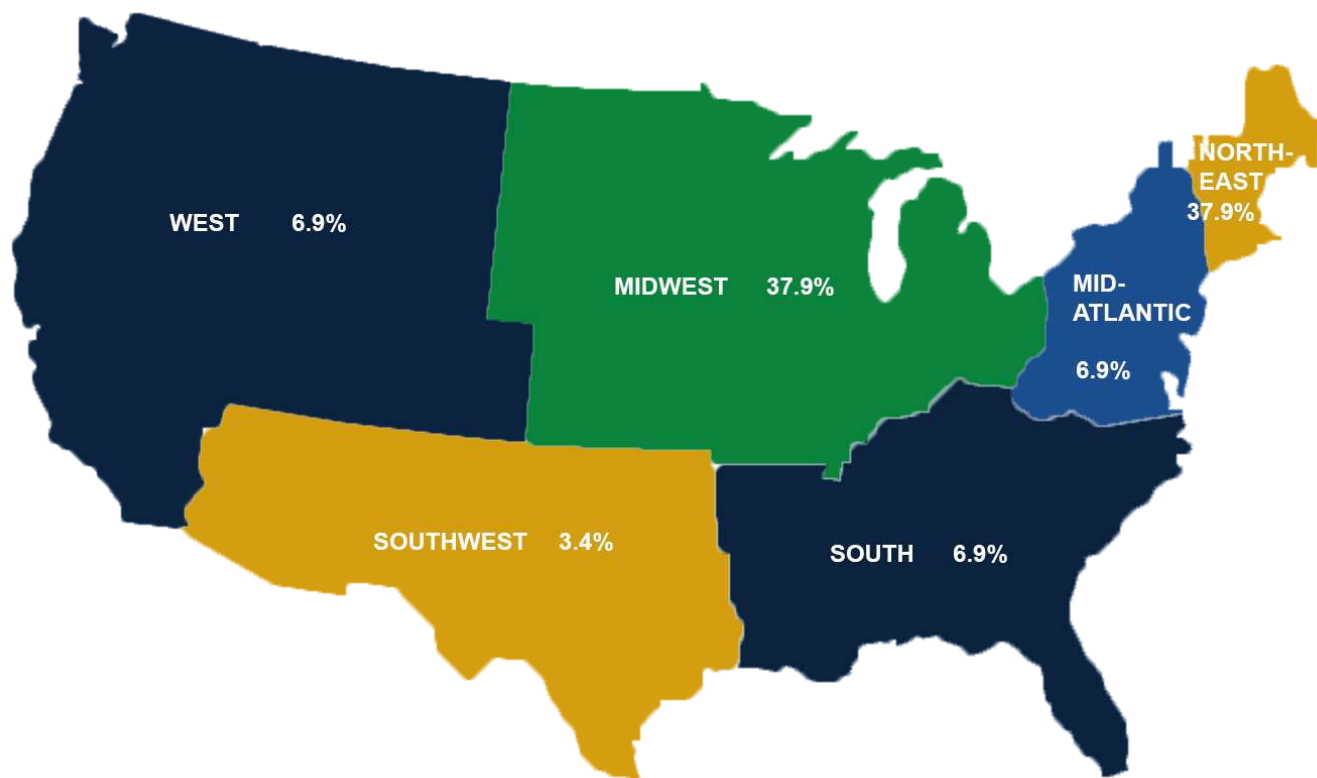 NORTH-
EAST
37.9%
WEST 6.9%
MIDWEST 37.9%
MID-
ATLANTIC
6.9%
SOUTHWEST 3.4%
SOUTH 6.9%